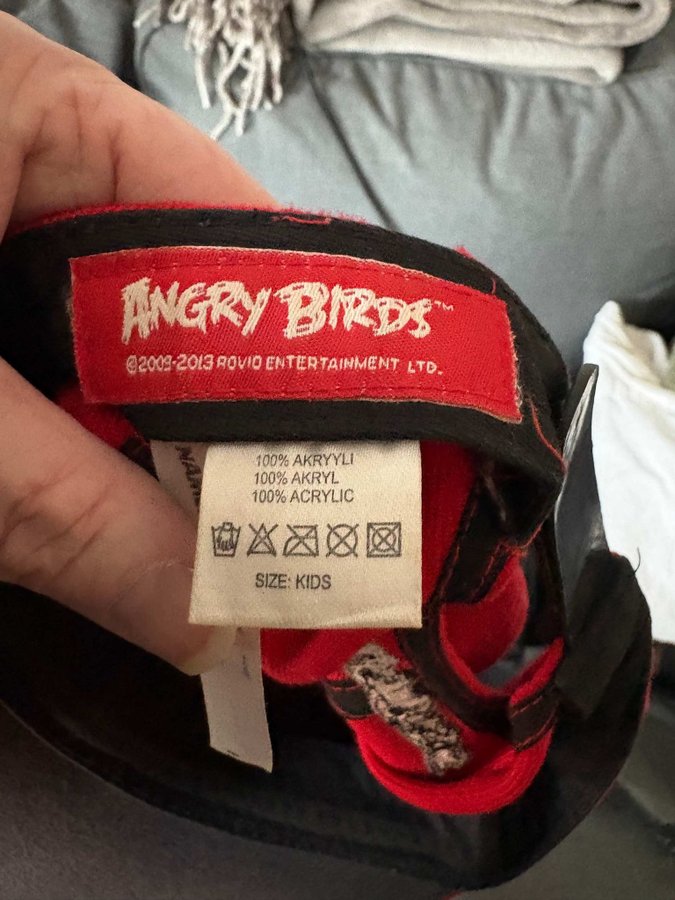 ANGRY BIRDS™
©2009-2013 ROVIO ENTERTAINMENT LTD.
100% AKRYYLI
100% AKRYL
100% ACRYLIC
SIZE: KIDS